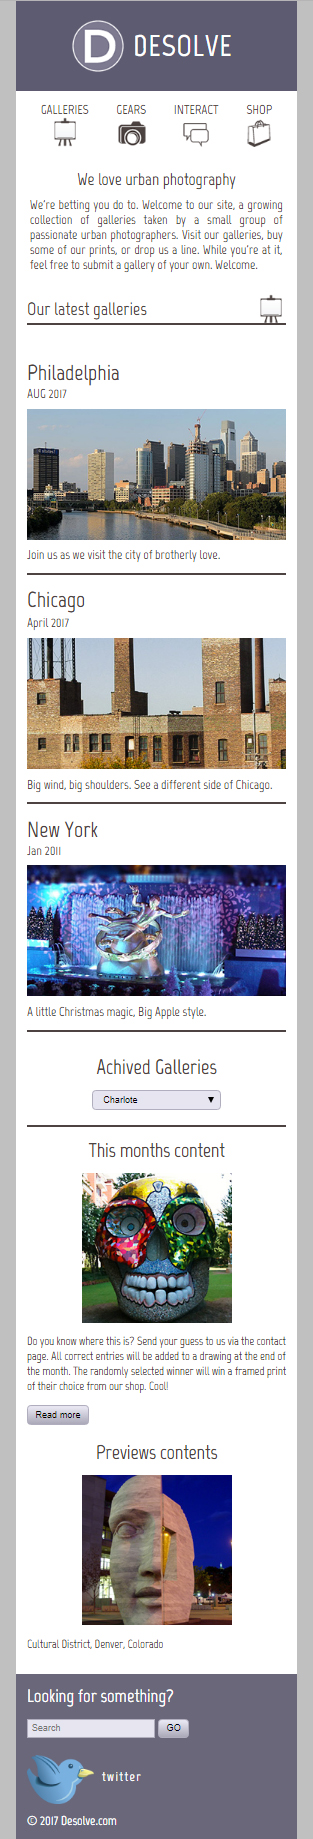 D DESOLVE
GALLERIES GEARS INTERACT SHOP
We love urban photography
We're betting you do to. Welcome to our site, a growing
collection of galleries taken by a small group of
passionate urban photographers. Visit our galleries, buy
some of our prints, or drop us a line. While you're at it,
feel free to submit a gallery of your own. Welcome.
Our latest galleries
Philadelphia
AUG 2017
Join us as we visit the city of brotherly love.
Chicago
April 2017
Big wind, big shoulders. See a different side of Chicago.
New York
Jan 2011
A little Christmas magic, Big Apple style.
Achived Galleries
Charlote
This months content
Do you know where this is? Send your guess to us via the contact
page. All correct entries will be added to a drawing at the end of
the month. The randomly selected winner will win a framed print
of their choice from our shop. Cool!
Read more
Previews contents
Cultural District, Denver, Colorado
Looking for something?
Search GO
twitter
© 2017 Desolve.com